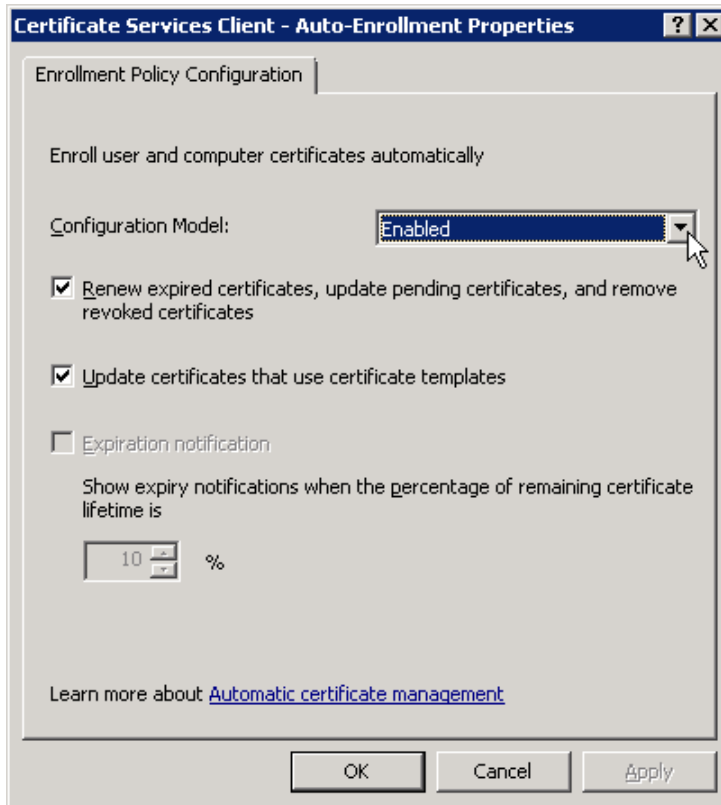 Certificate Services Client - Auto-Enrollment Properties
Enrollment Policy Configuration
Enroll user and computer certificates automatically
Configuration Model: Enabled
Renew expired certificates, update pending certificates, and remove
revoked certificates
Update certificates that use certificate templates
Expiration notification
Show expiry notifications when the percentage of remaining certificate
lifetime is
10 %
Learn more about Automatic certificate management
OK Cancel Apply